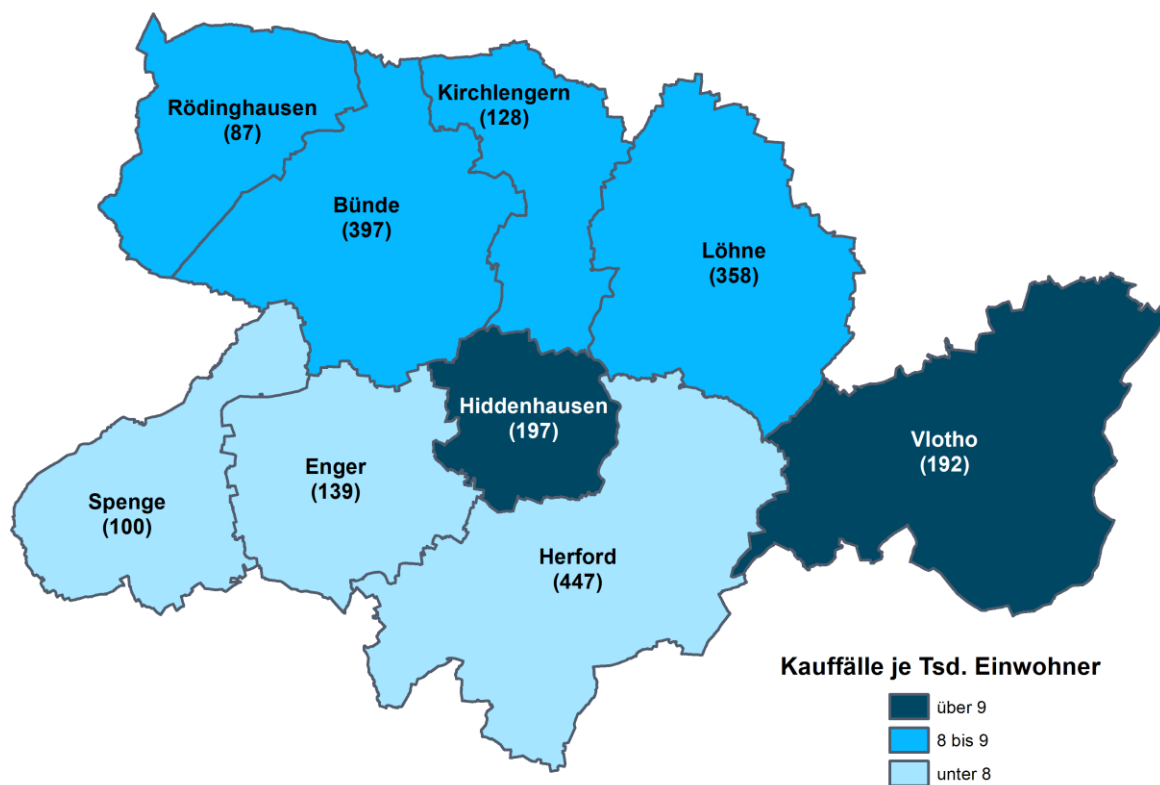 Rödinghausen
(87)
Kirchlengern
(128)
Bünde
(397)
Löhne
(358)
Hiddenhausen
(197)
Vlotho
(192)
Enger
(139)
Spenge
(100)
Herford
(447)
Kauffälle je Tsd. Einwohner
über 9
8 bis 9
unter 8